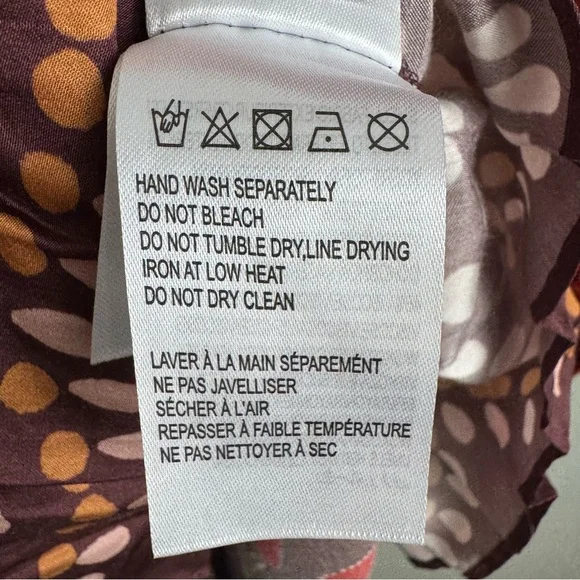 HAND WASH SEPARATELY
DO NOT BLEACH
DO NOT TUMBLE DRY,LINE DRYING
IRON AT LOW HEAT
DO NOT DRY CLEAN
LAVER À LA MAIN SÉPARÉMENT
NE PAS JAVELLISER
SÉCHER À L'AIR
REPASSER À FAIBLE TEMPÉRATURE
NE PAS NETTOYER À SEC